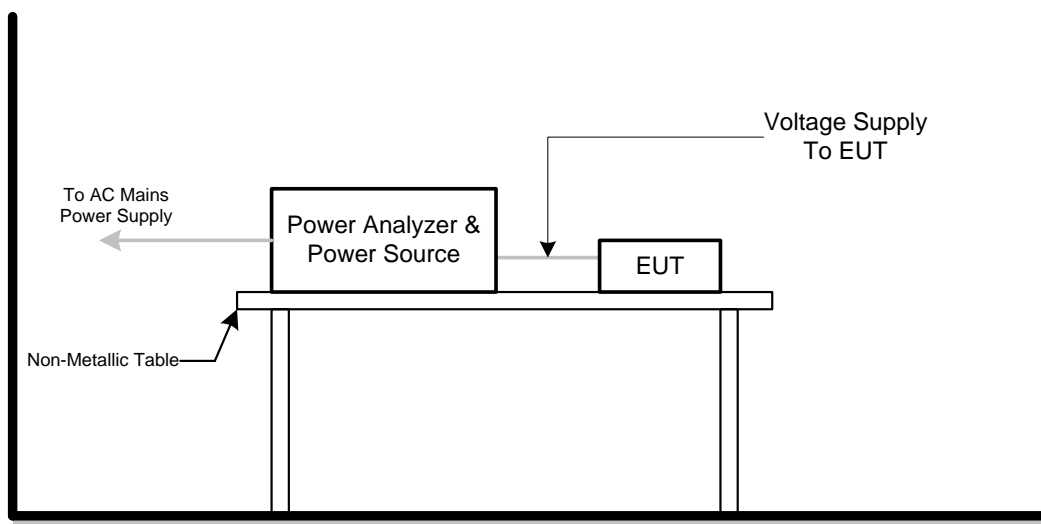 Voltage Supply
To EUT
To AC Mains
Power Supply
Power Analyzer &
Power Source
EUT
Non-Metallic Table